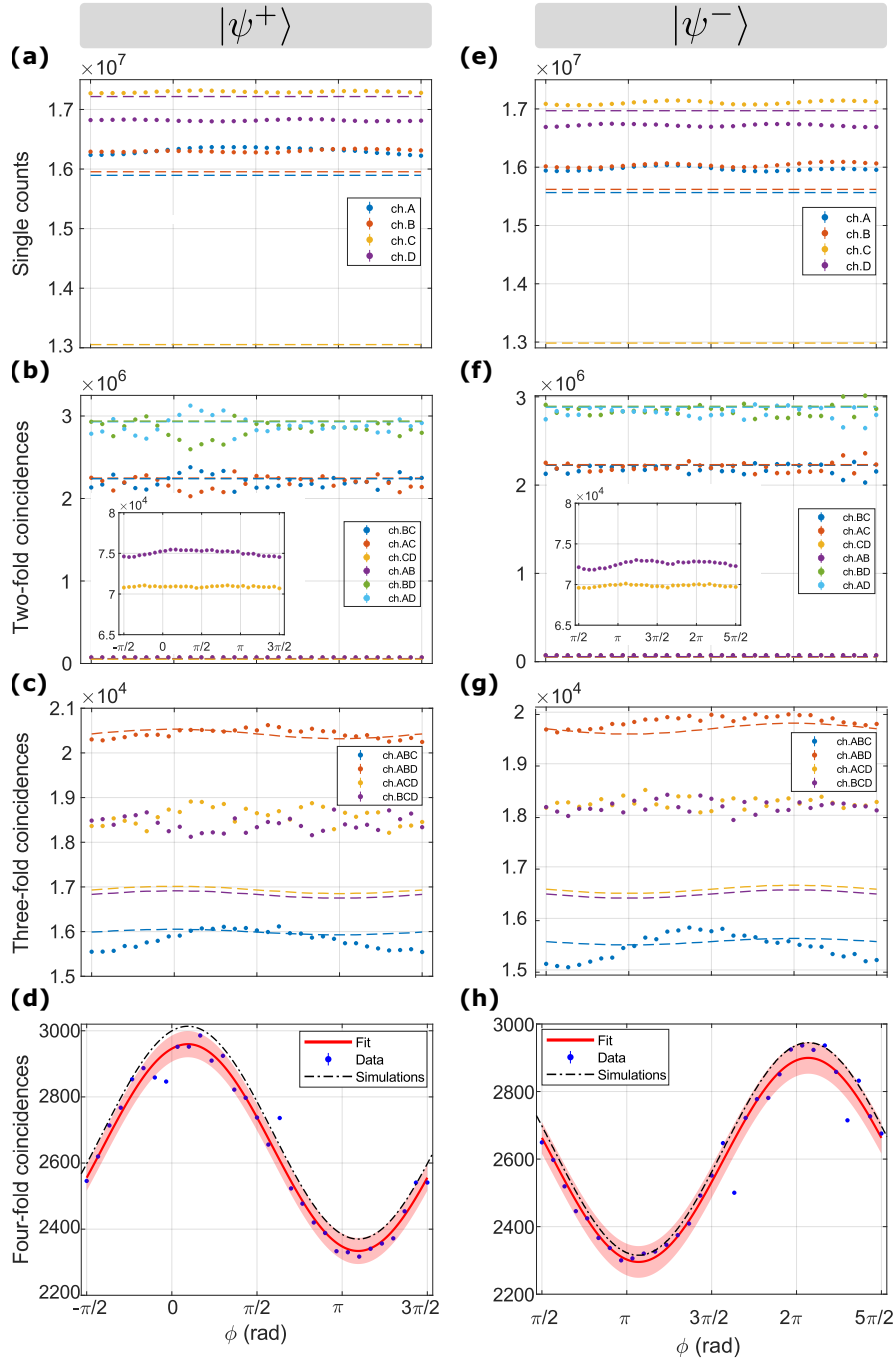 |ψ⁺⟩
|ψ⁻⟩
(a)
×10⁷
1.7
1.6
1.5
1.4
1.3
Single counts
ch.A
ch.B
ch.C
ch.D
(e)
×10⁷
1.7
1.6
1.5
1.4
1.3
ch.A
ch.B
ch.C
ch.D
(b)
×10⁶
3
2
1
0
Two-fold coincidences
ch.BC
ch.AC
ch.CD
ch.AB
ch.BD
ch.AD
×10⁴
8
7.5
7
6.5
-π/2 0 π/2 π 3π/2
(f)
×10⁶
3
2
1
0
ch.BC
ch.AC
ch.CD
ch.AB
ch.BD
ch.AD
×10⁴
8
7.5
7
6.5
π/2 π 3π/2 2π 5π/2
(c)
×10⁴
2.1
2
1.9
1.8
1.7
1.6
1.5
Three-fold coincidences
ch.ABC
ch.ABD
ch.ACD
ch.BCD
(g)
×10⁴
2
1.9
1.8
1.7
1.6
1.5
ch.ABC
ch.ABD
ch.ACD
ch.BCD
(d)
3000
2800
2600
2400
2200
Four-fold coincidences
Fit
Data
Simulations
-π/2 0 π/2 π 3π/2
ϕ (rad)
(h)
3000
2800
2600
2400
2200
Fit
Data
Simulations
π/2 π 3π/2 2π 5π/2
ϕ (rad)